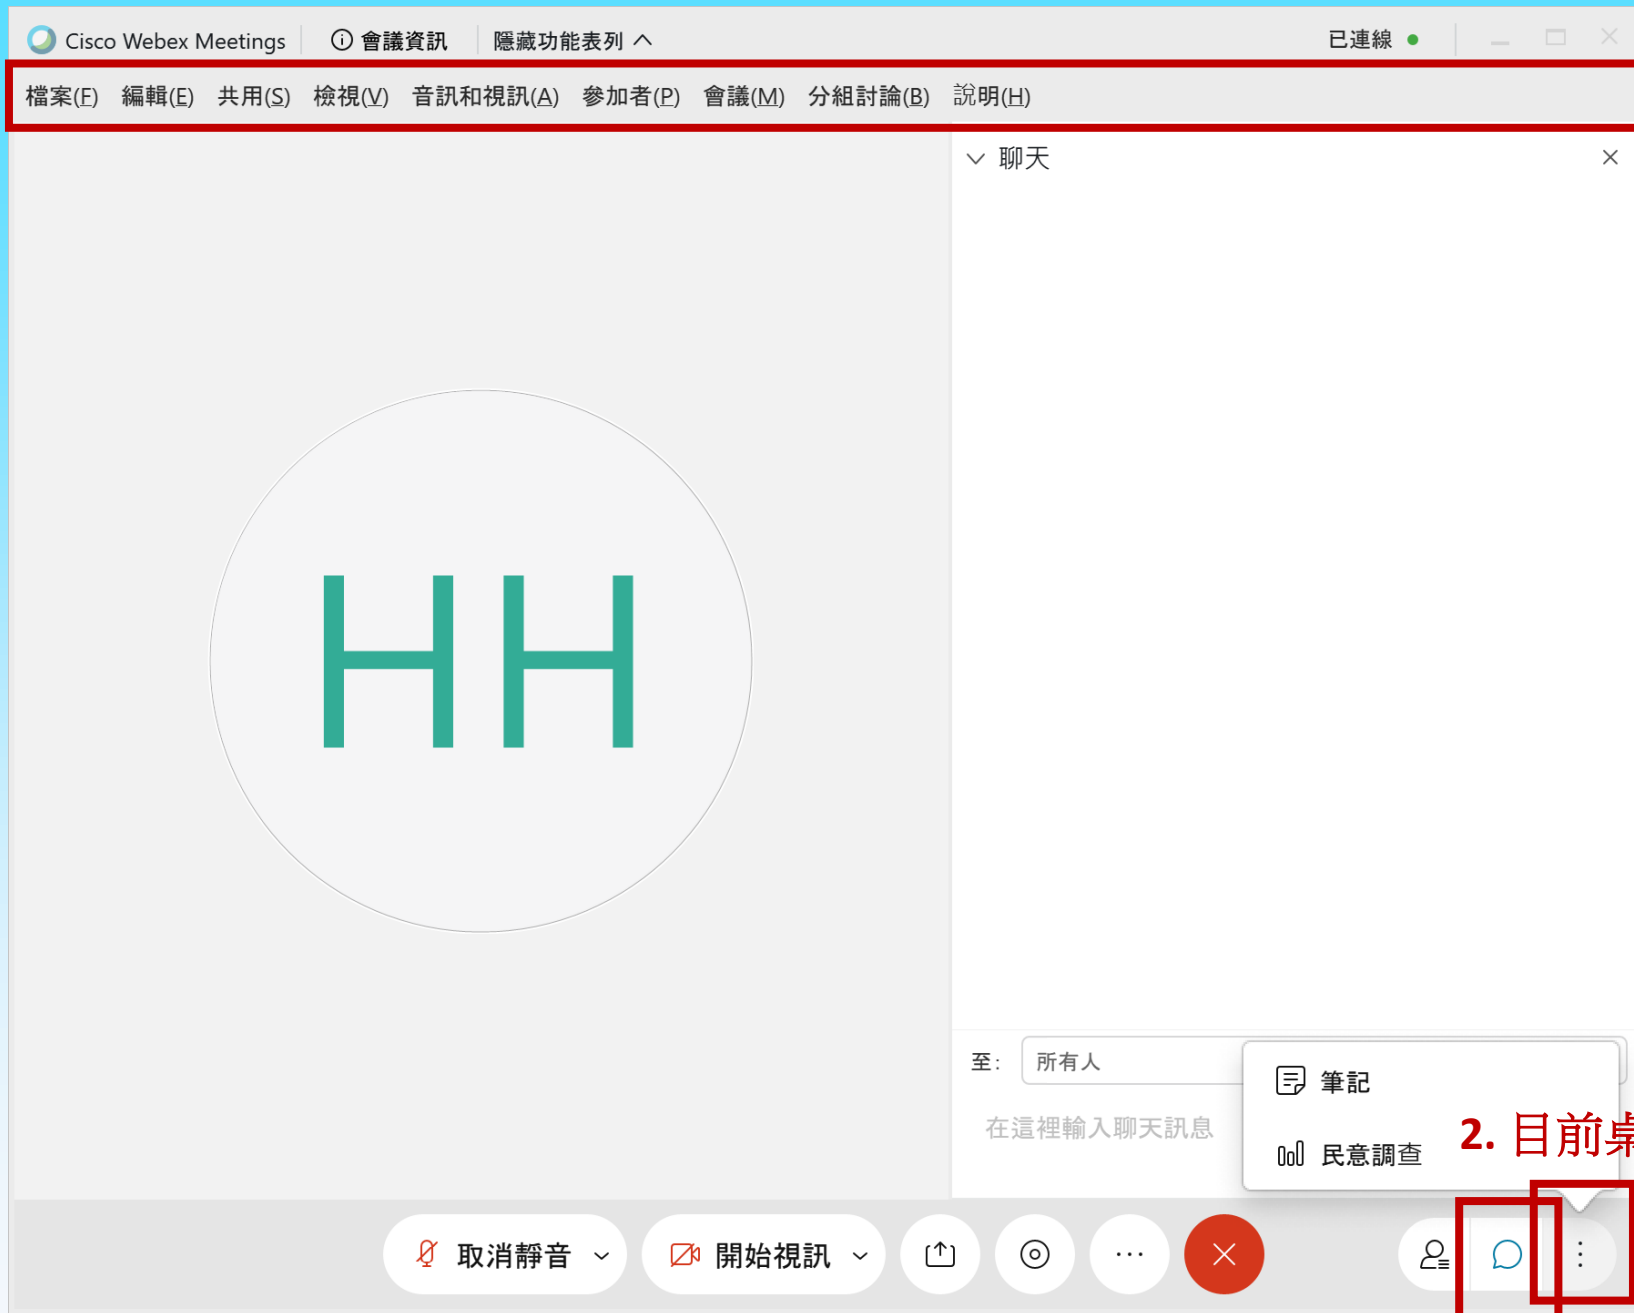 Cisco Webex Meetings 會議資訊 隱藏功能表列 已連線
檔案(F) 編輯(E) 共用(S) 檢視(V) 音訊和視訊(A) 參加者(P) 會議(M) 分組討論(B) 說明(H)
聊天
HH
至: 所有人
筆記
在這裡輸入聊天訊息
民意調查
2. 目前桌
取消靜音 開始視訊